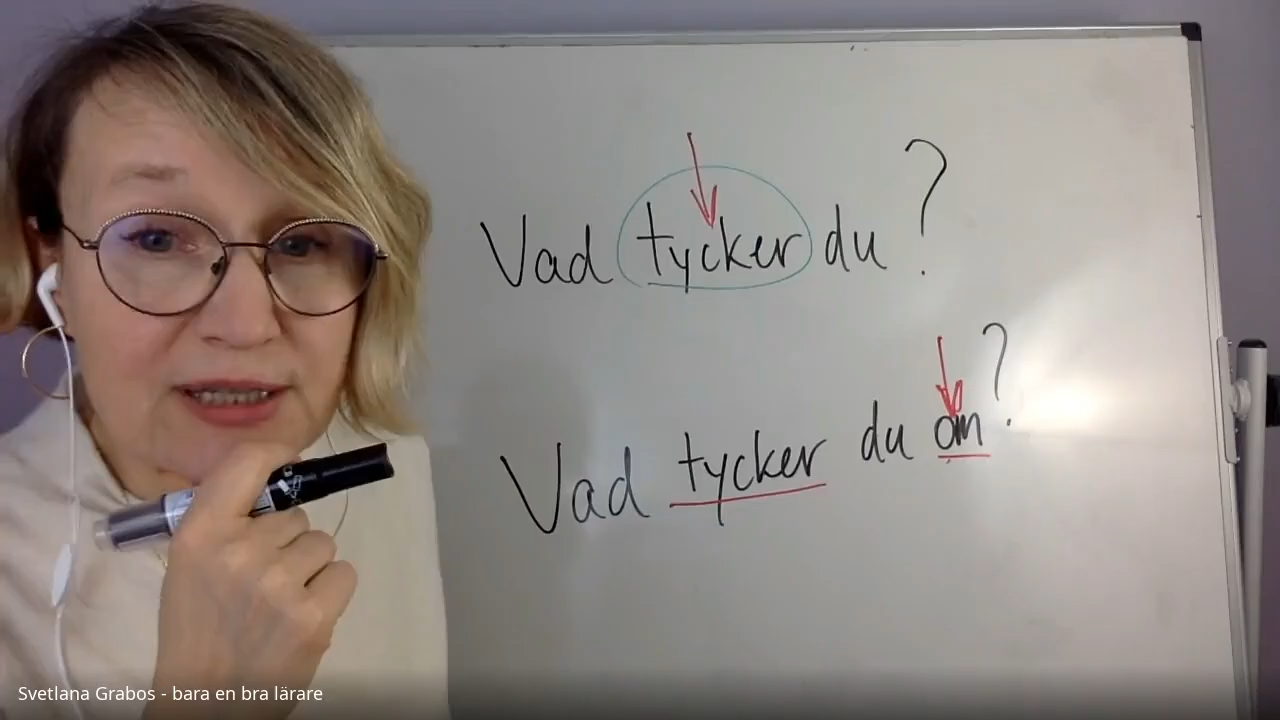 Vad tycker du?
Vad tycker du om?
Svetlana Grabos - bara en bra lärare